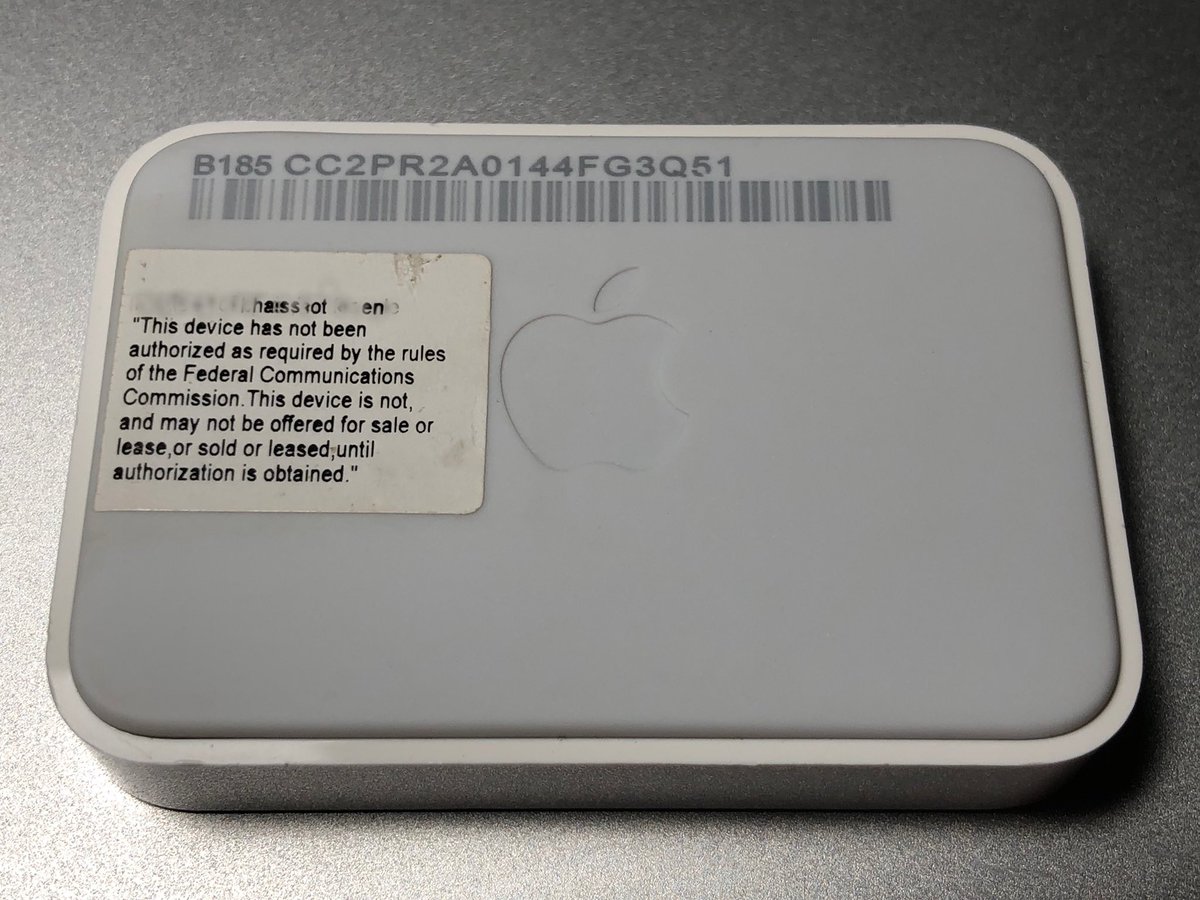 B185 CC2PR2A0144FG3Q51
"This device has not been
authorized as required by the rules
of the Federal Communications
Commission.This device is not,
and may not be offered for sale or
lease,or sold or leased,until
authorization is obtained."